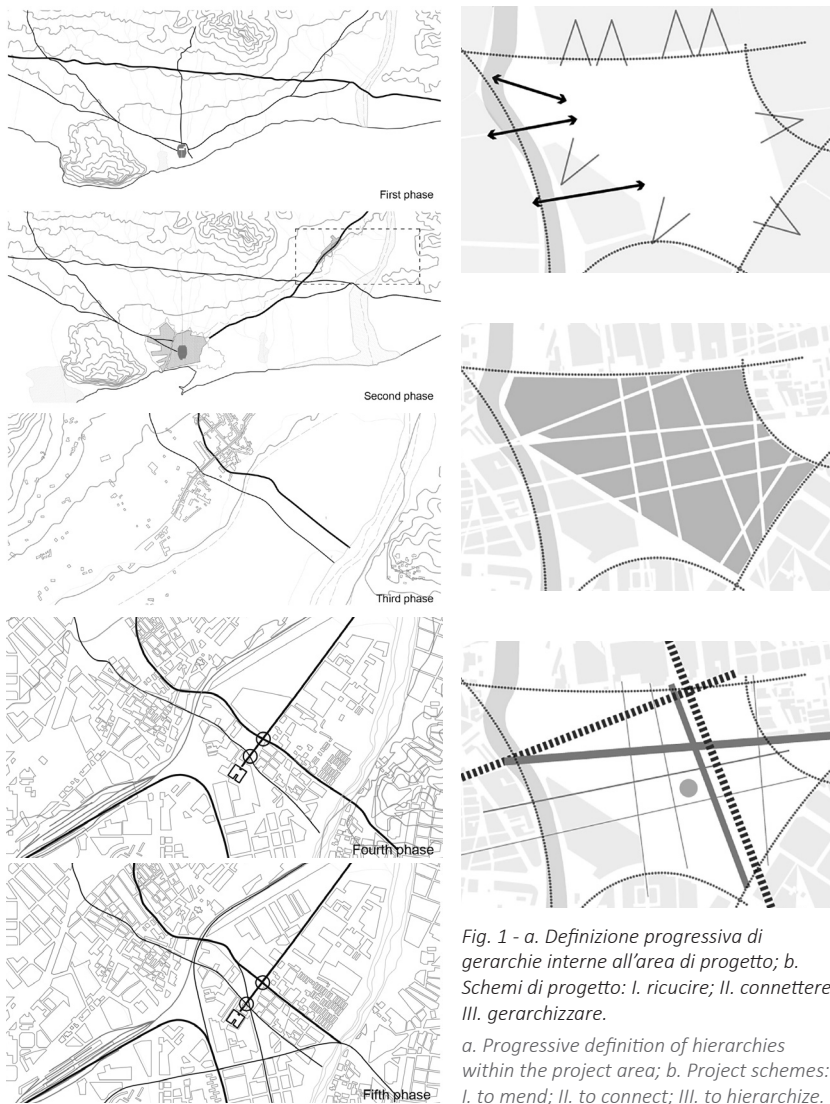 First phase
Second phase
Third phase
Fourth phase
Fifth phase
Fig. 1 - a. Definizione progressiva di
gerarchie interne all’area di progetto; b.
Schemi di progetto: I. ricucire; II. connettere
III. gerarchizzare.
a. Progressive definition of hierarchies
within the project area; b. Project schemes:
I. to mend; II. to connect; III. to hierarchize.